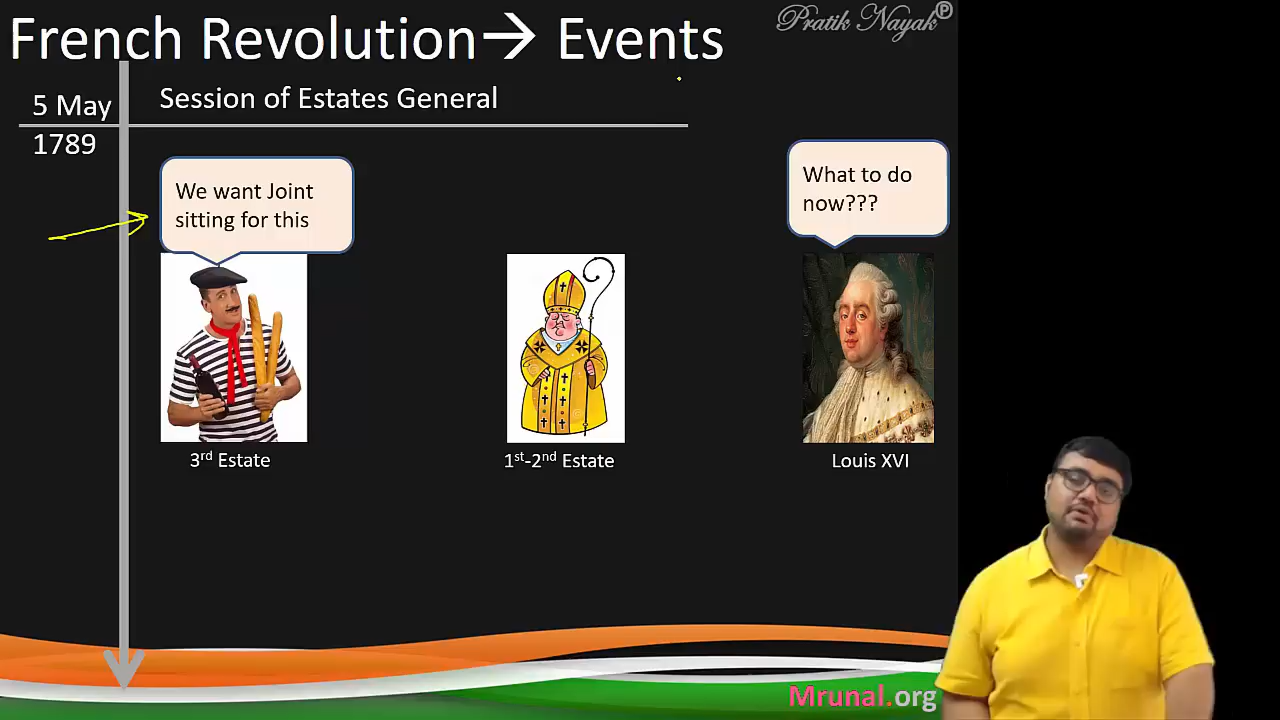 French Revolution→ Events
Pratik Nayak®
5 May
1789
Session of Estates General
We want Joint
sitting for this
What to do
now???
3rd Estate
1st-2nd Estate
Louis XVI
Mrunal.org